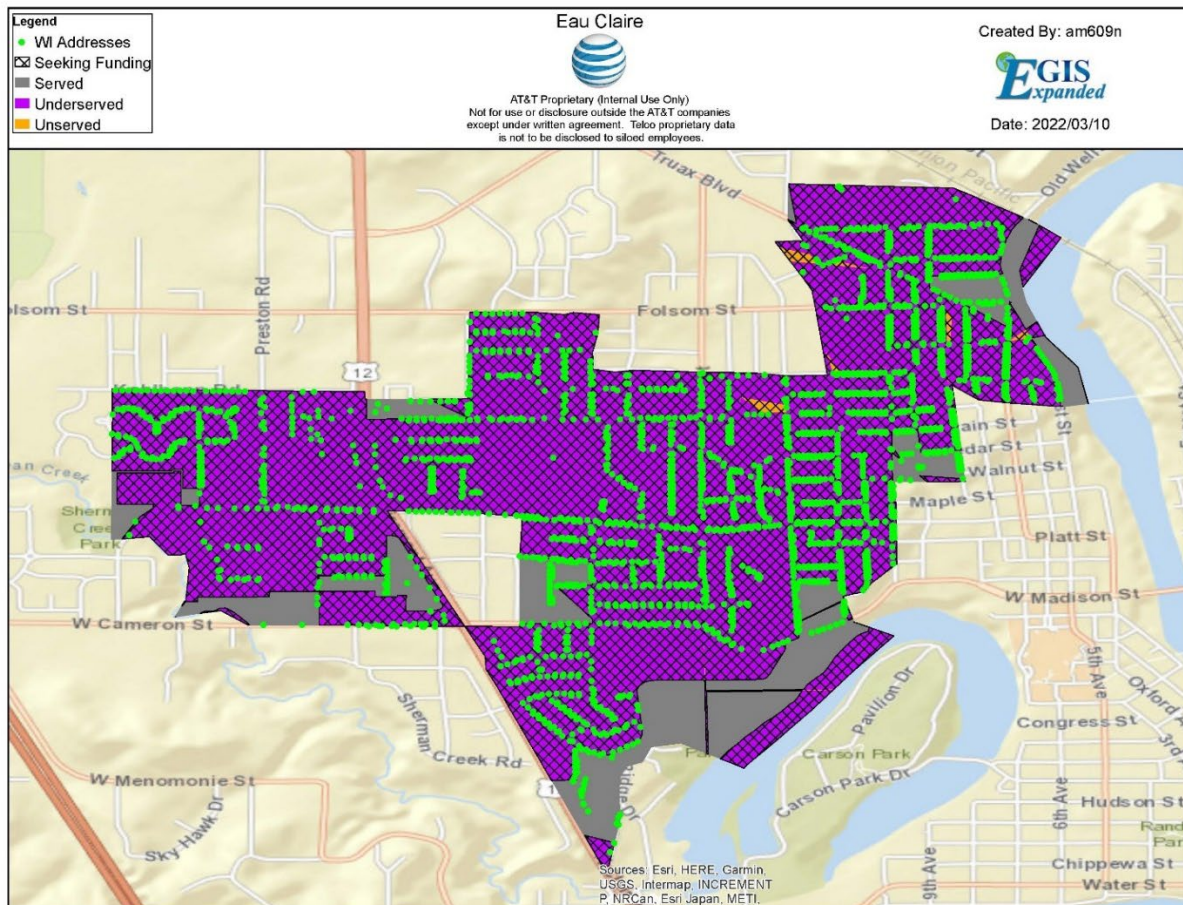 Legend
WI Addresses
Seeking Funding
Served
Underserved
Unserved
Eau Claire
AT&T Proprietary (Internal Use Only)
Not for use or disclosure outside the AT&T companies
except under written agreement. Telco proprietary data
is not to be disclosed to siloed employees.
Created By: am609n
EGIS
Expanded
Date: 2022/03/10
Truax Blvd
Pacific
Preston Rd
Folsom St
12
Walnut St
Maple St
Platt St
Creek
Park
W Cameron St
W Madison St
5th Ave
Sherman
Creek Rd
Pavilion Dr
Carson Park
Carson Park Dr
Congress St
W Menomonie St
Sky Hawk Dr
6th Ave
9th Ave
Hudson St
Chippewa St
Water St
Sources: Esri, HERE, Garmin,
USGS, Intermap, INCREMENT
P, NRCan, Esri Japan, METI,